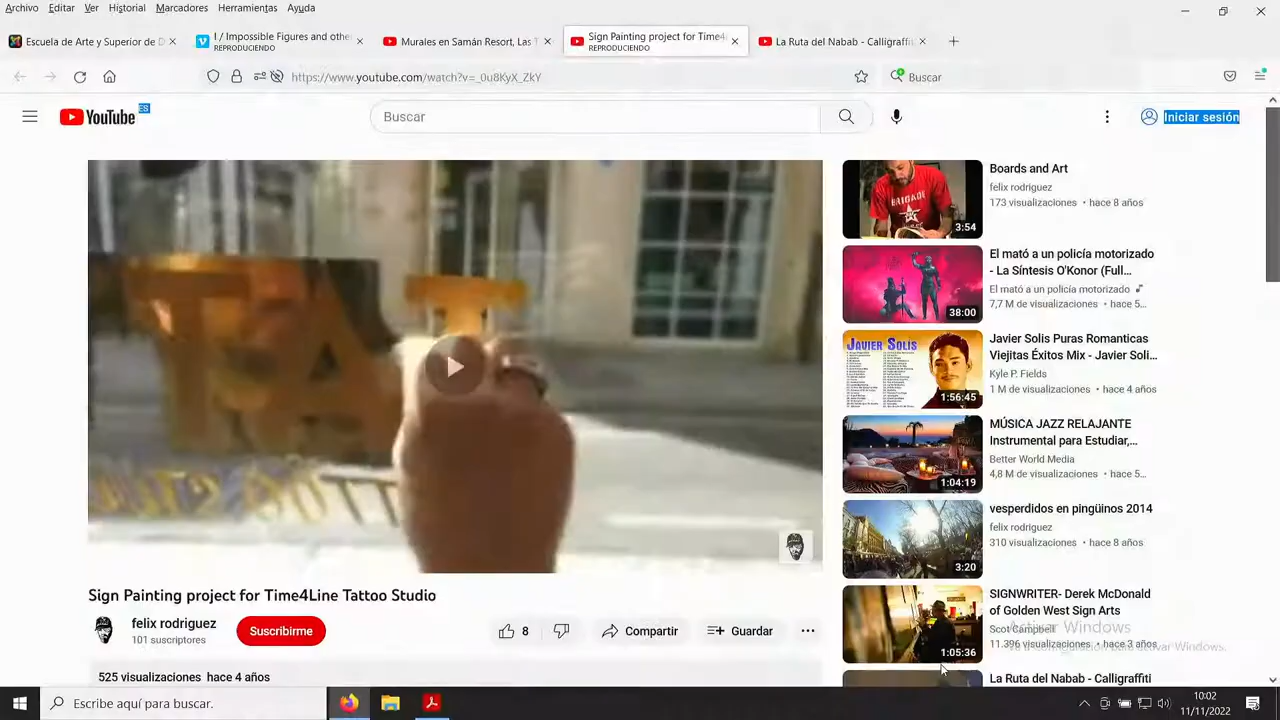 Archivo Editar Ver Historial Marcadores Herramientas Ayuda
Escuela de Arte y Superior de D
! / Impossible Figures and othe
REPRODUCIENDO
Murales en Samán Resort, Las T
Sign Painting project for Time4
REPRODUCIENDO
La Ruta del Nabab - Calligraffit
https://www.youtube.com/watch?v=_0u8KyX_ZkY
Buscar
YouTube ES
Buscar
Iniciar sesión
Boards and Art
felix rodriguez
173 visualizaciones • hace 8 años
BRIGADE
3:54
El mató a un policía motorizado
- La Síntesis O'Konor (Full...
El mató a un policía motorizado
7,7 M de visualizaciones • hace 5...
38:00
JAVIER SOLIS
Javier Solis Puras Romanticas
Viejitas Éxitos Mix - Javier Soli...
Kyle P. Fields
1 M de visualizaciones • hace 4 años
1:56:45
MÚSICA JAZZ RELAJANTE
Instrumental para Estudiar,...
Better World Media
4,8 M de visualizaciones • hace 5...
1:04:19
vesperdidos en pingüinos 2014
felix rodriguez
310 visualizaciones • hace 8 años
3:20
SIGNWRITER- Derek McDonald
of Golden West Sign Arts
Scot Campbell
11.396 visualizaciones • hace 3 años
1:05:36
La Ruta del Nabab - Calligraffiti
Sign Painting project for Time4Line Tattoo Studio
felix rodriguez
101 suscriptores
Suscribirme
8
Compartir
Guardar
525 visualizaciones hace 4 años
Activar Windows
Escribe aquí para buscar.
10:02
11/11/2022